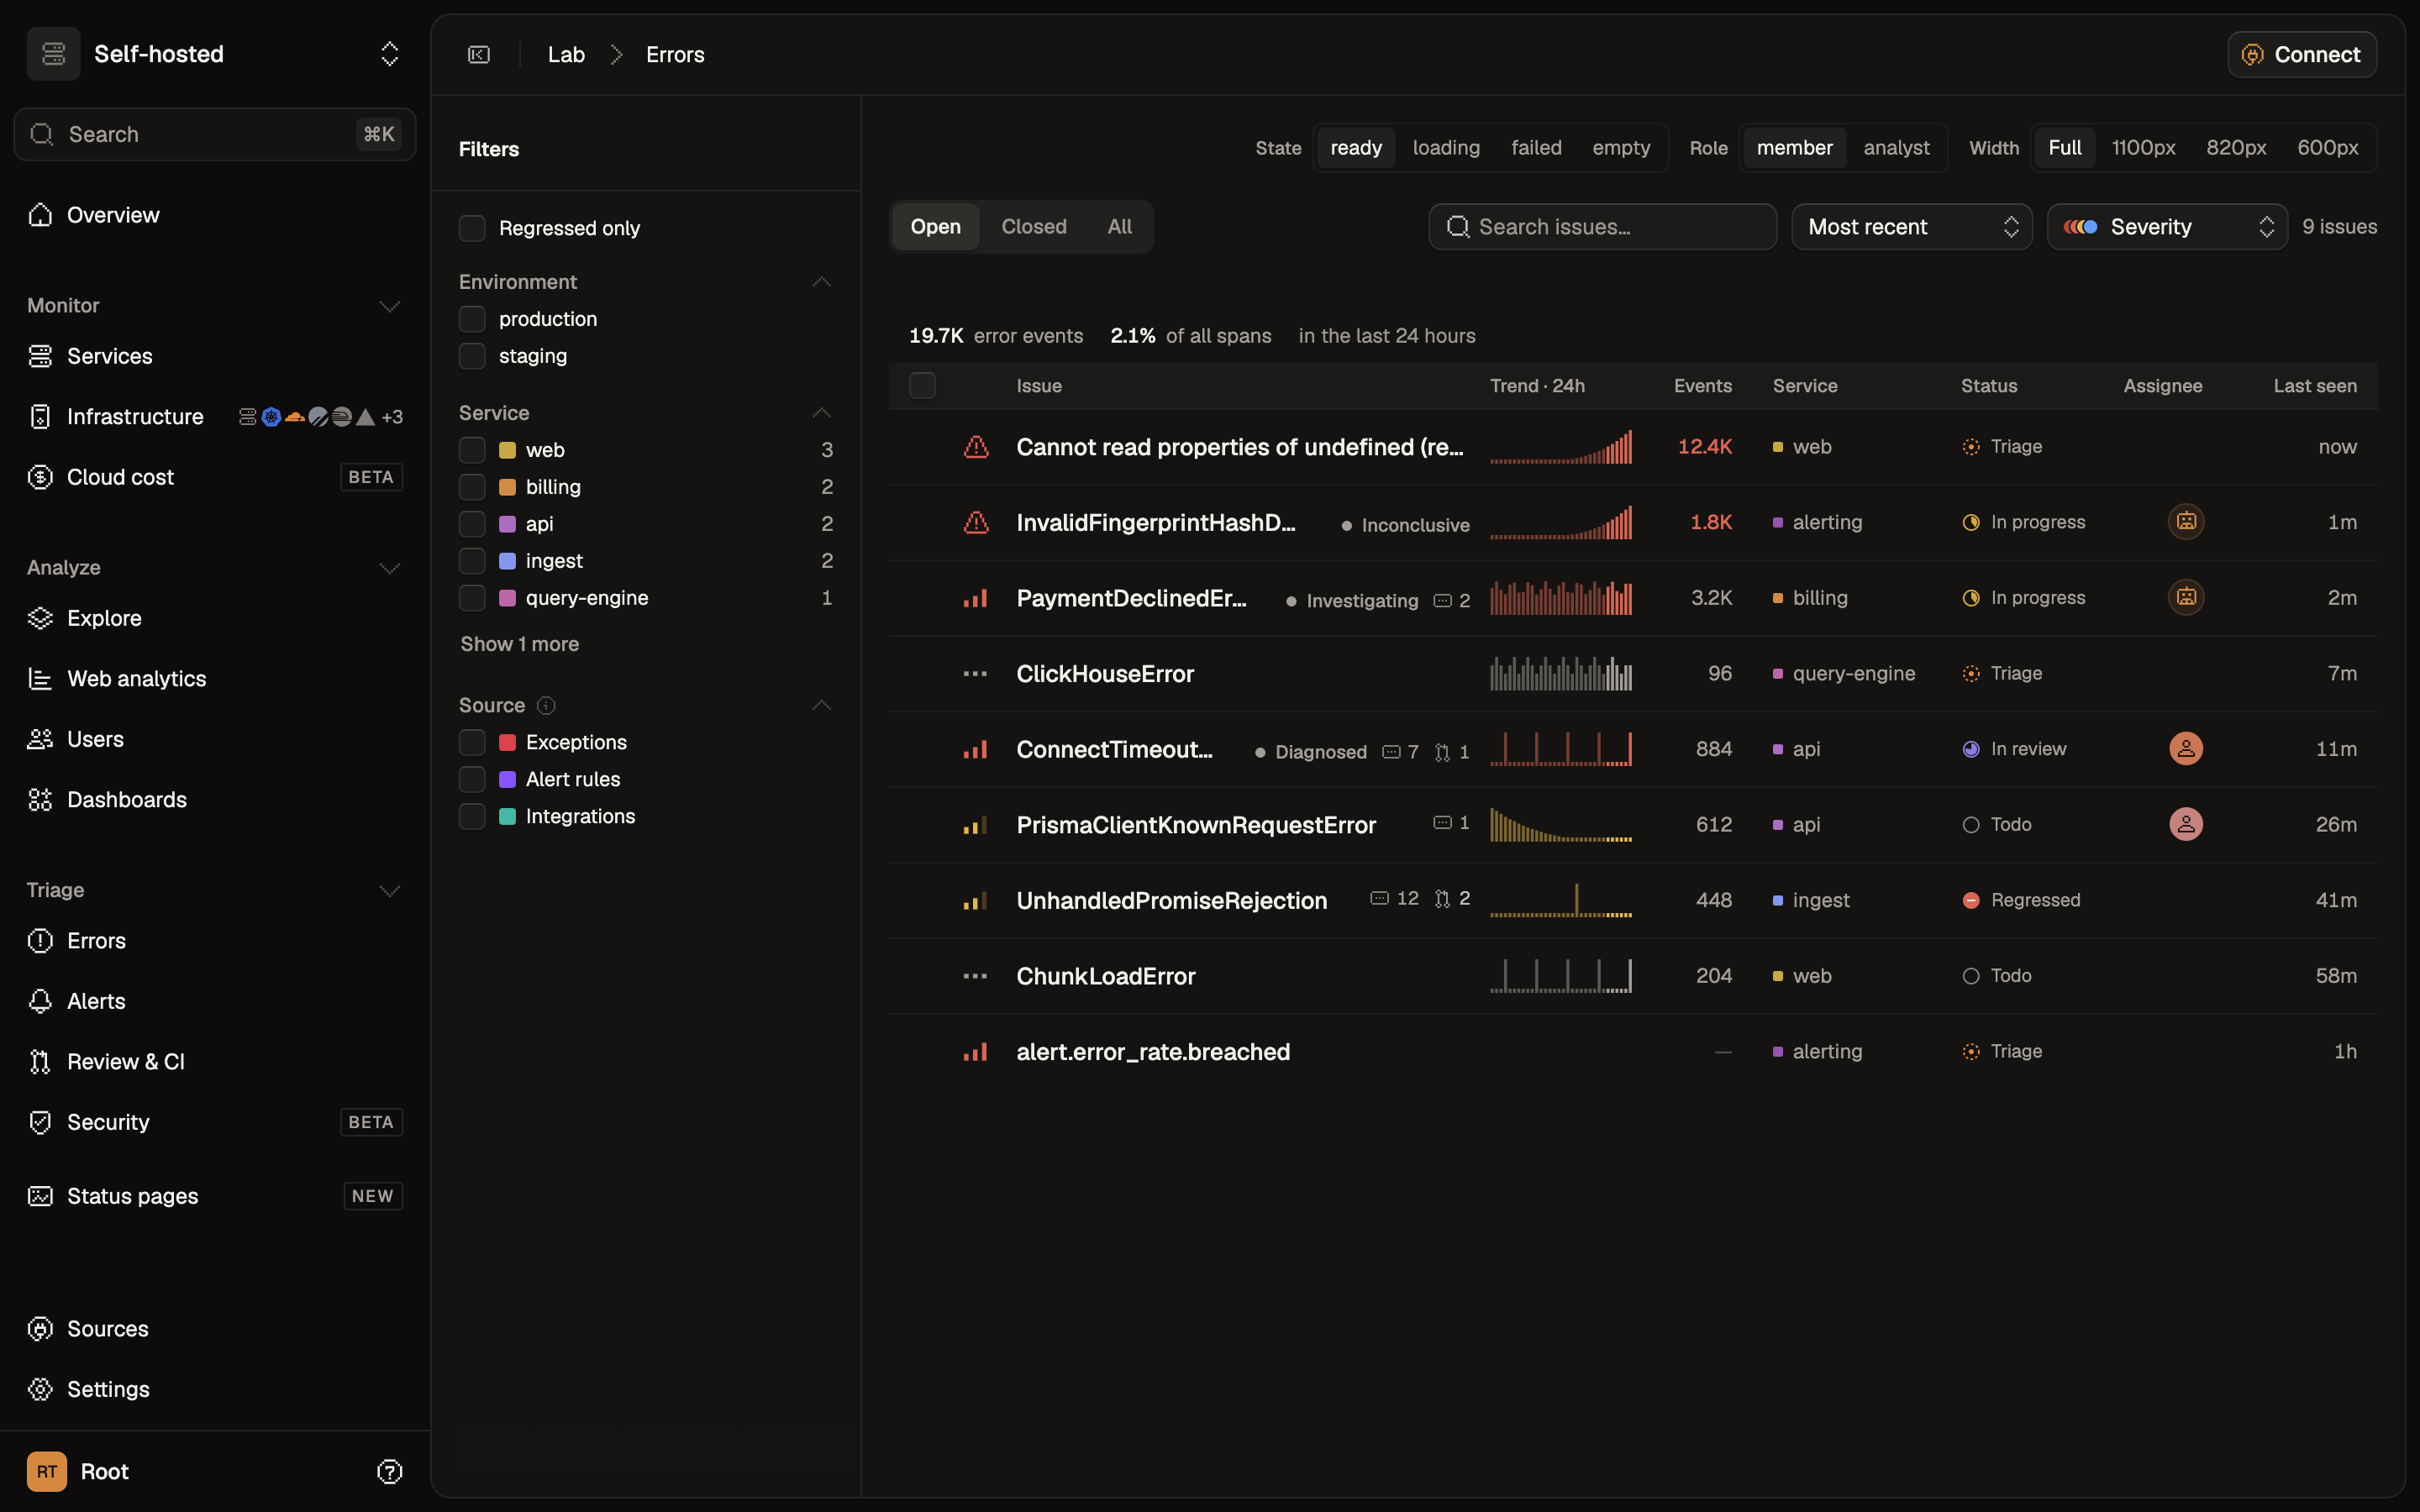 Self-hosted
Search ⌘K
Overview
Monitor
Services
Infrastructure +3
Cloud cost BETA
Analyze
Explore
Web analytics
Users
Dashboards
Triage
Errors
Alerts
Review & CI
Security BETA
Status pages NEW
Sources
Settings
RT Root
Lab Errors
Connect
Filters
Regressed only
Environment
production
staging
Service
web 3
billing 2
api 2
ingest 2
query-engine 1
Show 1 more
Source
Exceptions
Alert rules
Integrations
State ready loading failed empty Role member analyst Width Full 1100px 820px 600px
Open Closed All Search issues... Most recent Severity 9 issues
19.7K error events 2.1% of all spans in the last 24 hours
Issue Trend · 24h Events Service Status Assignee Last seen
Cannot read properties of undefined (re... 12.4K web Triage now
InvalidFingerprintHashD... Inconclusive 1.8K alerting In progress 1m
PaymentDeclinedEr... Investigating 2 3.2K billing In progress 2m
ClickHouseError 96 query-engine Triage 7m
ConnectTimeout... Diagnosed 7 1 884 api In review 11m
PrismaClientKnownRequestError 1 612 api Todo 26m
UnhandledPromiseRejection 12 2 448 ingest Regressed 41m
ChunkLoadError 204 web Todo 58m
alert.error_rate.breached — alerting Triage 1h